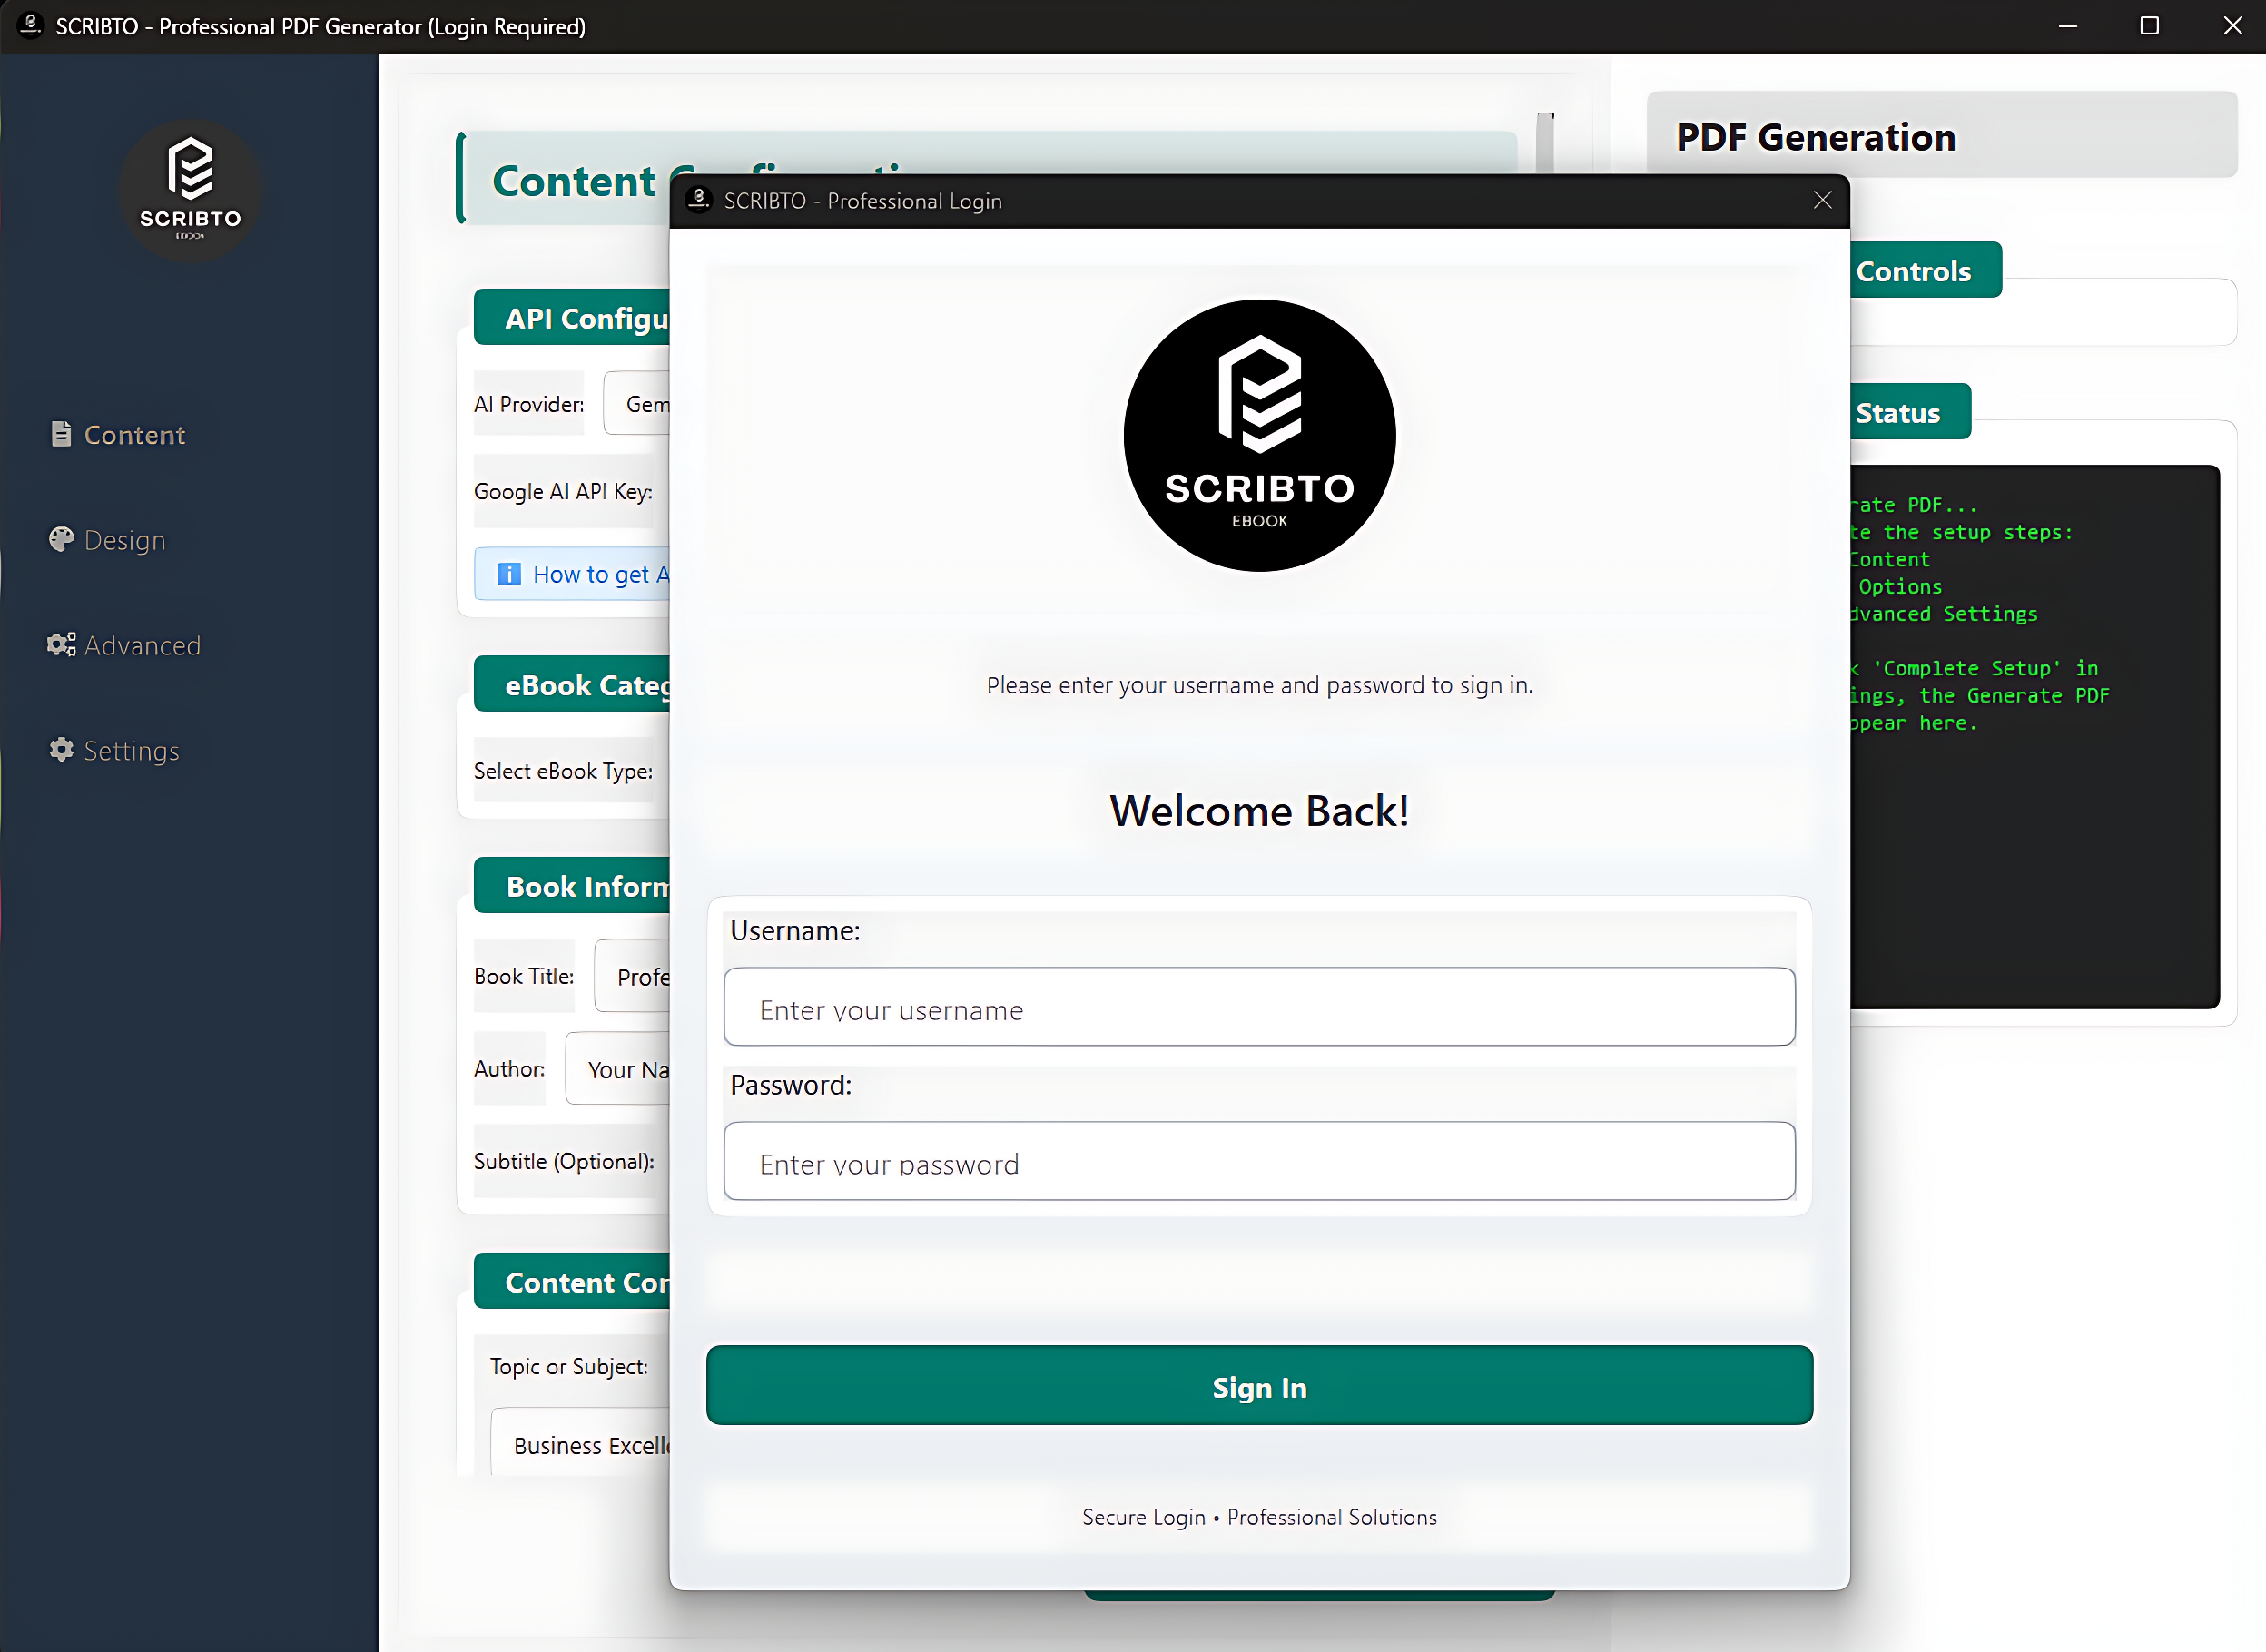 SCRIBTO - Professional PDF Generator (Login Required)
SCRIBTO
Content
Design
Advanced
Settings
Content
API Configu
AI Provider:
Gem
Google AI API Key:
How to get A
eBook Categ
Select eBook Type:
Book Inform
Book Title:
Profe
Author:
Your Na
Subtitle (Optional):
Content Con
Topic or Subject:
Business Excelle
SCRIBTO - Professional Login
SCRIBTO
EBOOK
Please enter your username and password to sign in.
Welcome Back!
Username:
Enter your username
Password:
Enter your password
Sign In
Secure Login • Professional Solutions
PDF Generation
Controls
Status
rate PDF...
te the setup steps:
Content
Options
dvanced Settings
k 'Complete Setup' in
ings, the Generate PDF
ppear here.